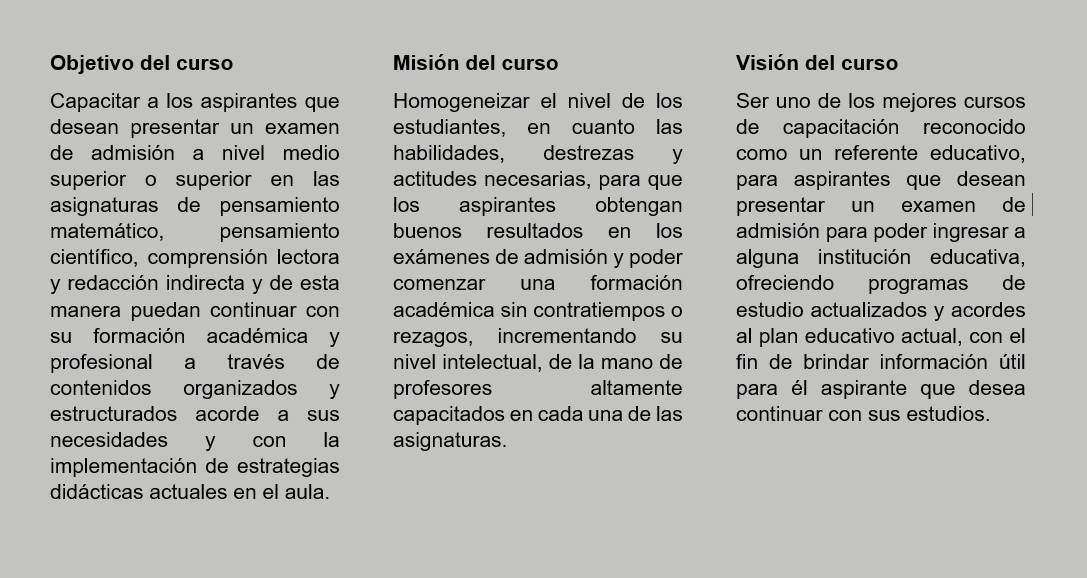 Objetivo del curso
Capacitar a los aspirantes que
desean presentar un examen
de admisión a nivel medio
superior o superior en las
asignaturas de pensamiento
matemático, pensamiento
científico, comprensión lectora
y redacción indirecta y de esta
manera puedan continuar con
su formación académica y
profesional a través de
contenidos organizados y
estructurados acorde a sus
necesidades y con la
implementación de estrategias
didácticas actuales en el aula.
Misión del curso
Homogeneizar el nivel de los
estudiantes, en cuanto las
habilidades, destrezas y
actitudes necesarias, para que
los aspirantes obtengan
buenos resultados en los
exámenes de admisión y poder
comenzar una formación
académica sin contratiempos o
rezagos, incrementando su
nivel intelectual, de la mano de
profesores altamente
capacitados en cada una de las
asignaturas.
Visión del curso
Ser uno de los mejores cursos
de capacitación reconocido
como un referente educativo,
para aspirantes que desean
presentar un examen de
admisión para poder ingresar a
alguna institución educativa,
ofreciendo programas de
estudio actualizados y acordes
al plan educativo actual, con el
fin de brindar información útil
para él aspirante que desea
continuar con sus estudios.